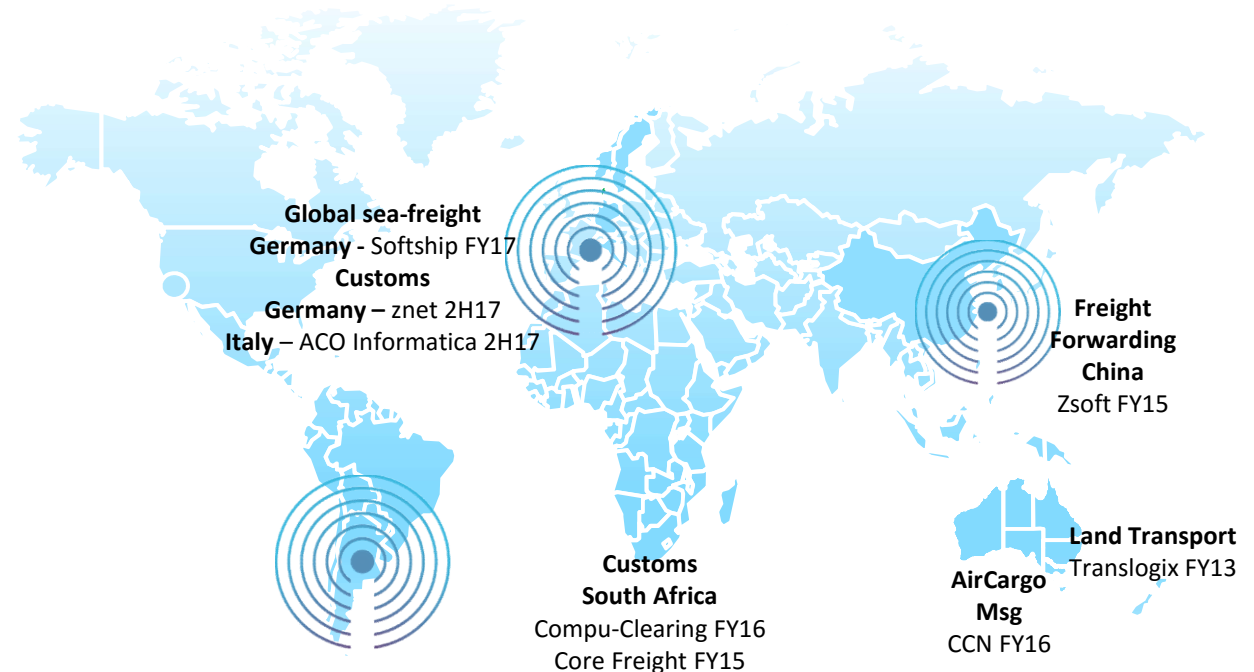 Global sea-freight
Germany - Softship FY17
Customs
Germany – znet 2H17
Italy – ACO Informatica 2H17
Freight
Forwarding
China
Zsoft FY15
Customs
South Africa
Compu-Clearing FY16
Core Freight FY15
AirCargo
Msg
CCN FY16
Land Transport
Translogix FY13